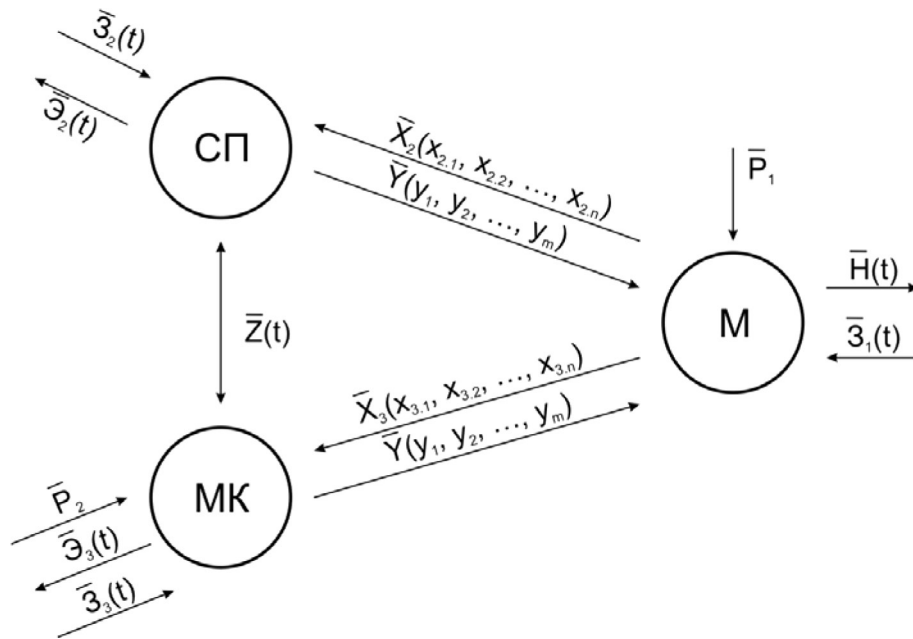 З̅₂(t)
Э̅₂(t)
СП
X̅₂(x₂.₁, x₂.₂, ..., x₂.ₙ)
Y̅(y₁, y₂, ..., yₘ)
P̅₁
H̅(t)
М
З̅₁(t)
Z̅(t)
X̅₃(x₃.₁, x₃.₂, ..., x₃.ₙ)
Y̅(y₁, y₂, ..., yₘ)
МК
P̅₂
Э̅₃(t)
З̅₃(t)